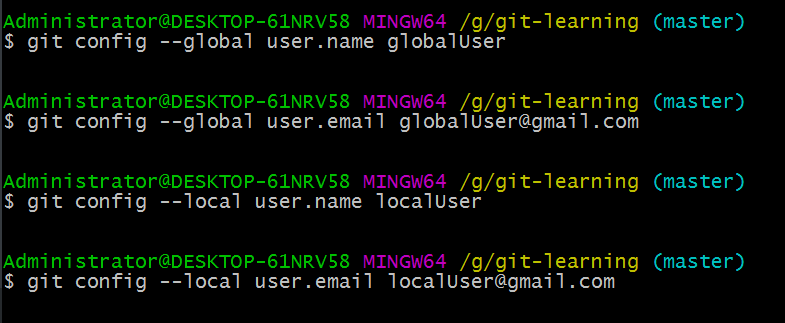 Administrator@DESKTOP-61NRV58 MINGW64 /g/git-learning (master)
$ git config --global user.name globalUser
Administrator@DESKTOP-61NRV58 MINGW64 /g/git-learning (master)
$ git config --global user.email globalUser@gmail.com
Administrator@DESKTOP-61NRV58 MINGW64 /g/git-learning (master)
$ git config --local user.name localUser
Administrator@DESKTOP-61NRV58 MINGW64 /g/git-learning (master)
$ git config --local user.email localUser@gmail.com